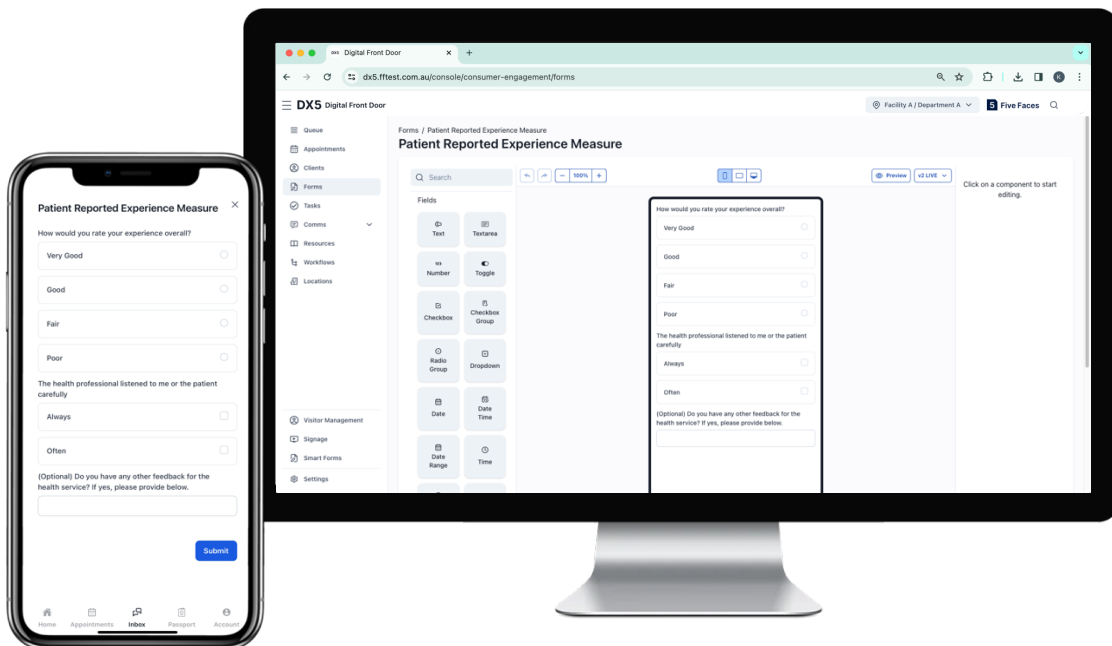 Patient Reported Experience Measure
How would you rate your experience overall?
Very Good
Good
Fair
Poor
The health professional listened to me or the patient
carefully
Always
Often
(Optional) Do you have any other feedback for the
health service? If yes, please provide below.
Submit
Home
Appointments
Inbox
Passport
Account
Digital Front Door
dx5.fftest.com.au/console/consumer-engagement/forms
K
DX5 Digital Front Door
Facility A / Department A
5 Five Faces
Queue
Appointments
Clients
Forms
Tasks
Comms
Resources
Workflows
Locations
Visitor Management
Signage
Smart Forms
Settings
Forms / Patient Reported Experience Measure
Patient Reported Experience Measure
Search
100%
Preview
v2 LIVE
Click on a component to start
editing.
Fields
Text
Textarea
Number
Toggle
Checkbox
Checkbox
Group
Radio
Group
Dropdown
Date
Date
Time
Date
Range
Time
How would you rate your experience overall?
Very Good
Good
Fair
Poor
The health professional listened to me or the patient
carefully
Always
Often
(Optional) Do you have any other feedback for the
health service? If yes, please provide below.